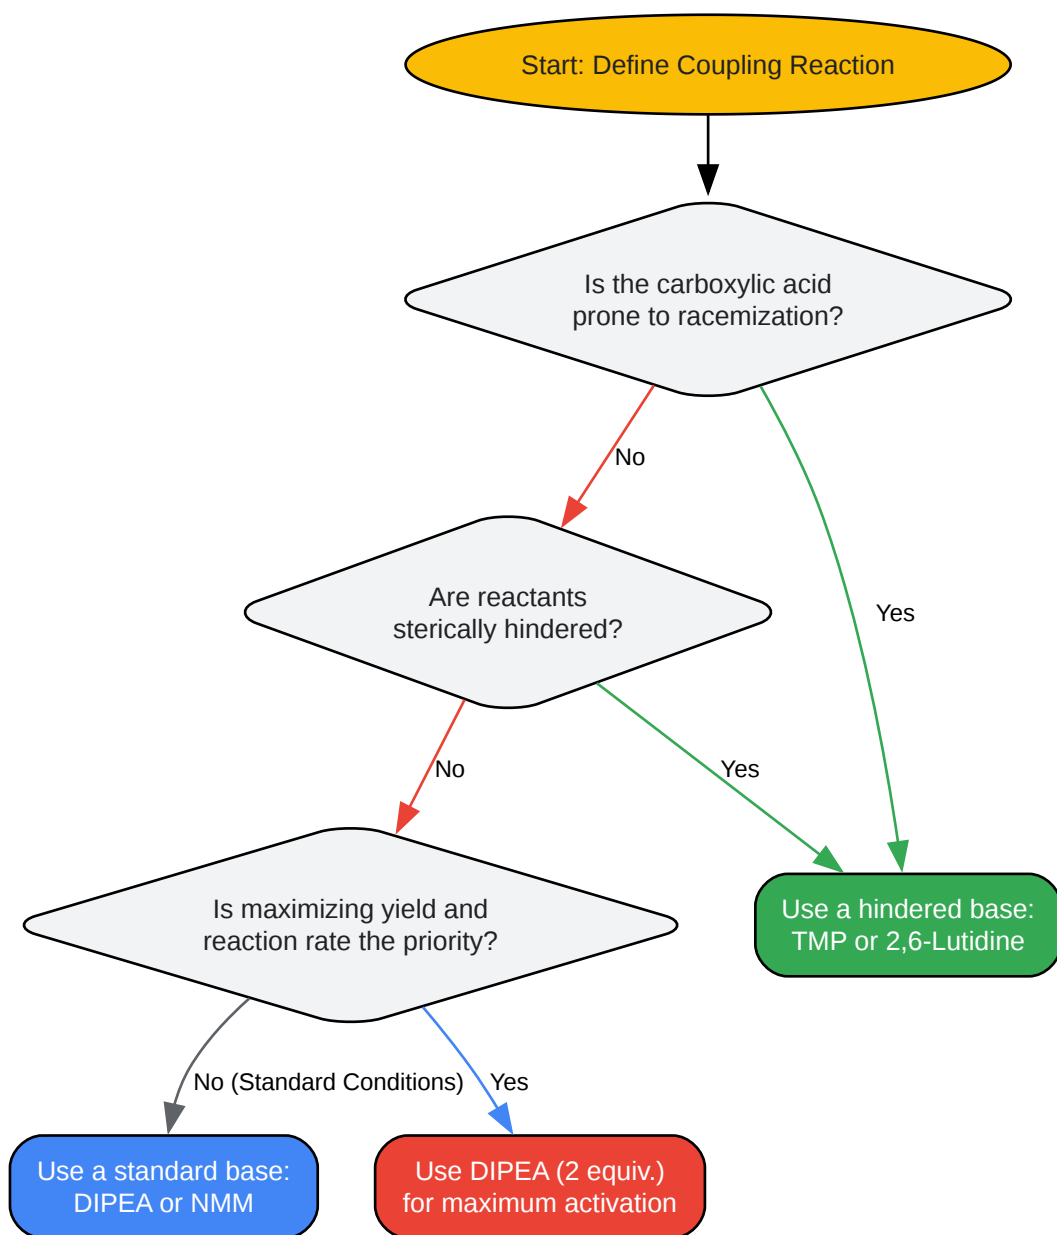 Start: Define Coupling Reaction
Is the carboxylic acid
prone to racemization?
No
Yes
Are reactants
sterically hindered?
No
Yes
Is maximizing yield and
reaction rate the priority?
Use a hindered base:
TMP or 2,6-Lutidine
No (Standard Conditions)
Yes
Use a standard base:
DIPEA or NMM
Use DIPEA (2 equiv.)
for maximum activation